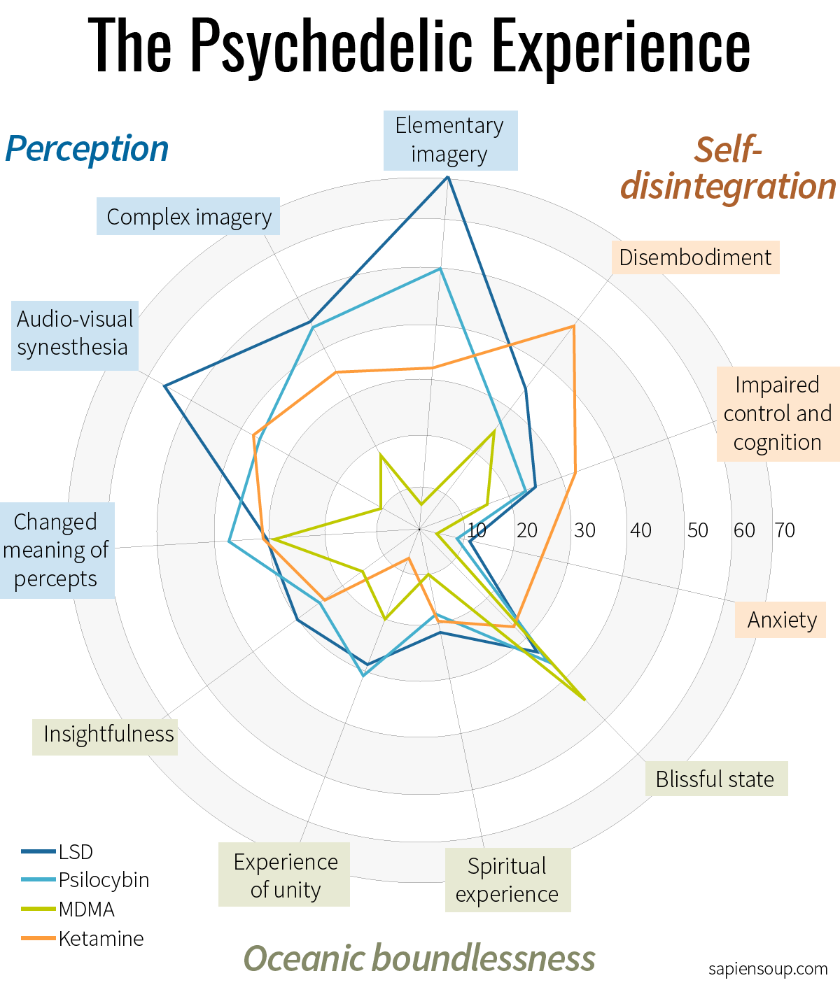 The Psychedelic Experience
Perception
Self-
disintegration
Elementary
imagery
Complex imagery
Disembodiment
Audio-visual
synesthesia
Impaired
control and
cognition
Changed
meaning of
percepts
10 20 30 40 50 60 70
Anxiety
Insightfulness
Blissful state
Experience
of unity
Spiritual
experience
LSD
Psilocybin
MDMA
Ketamine
Oceanic boundlessness
sapiensoup.com